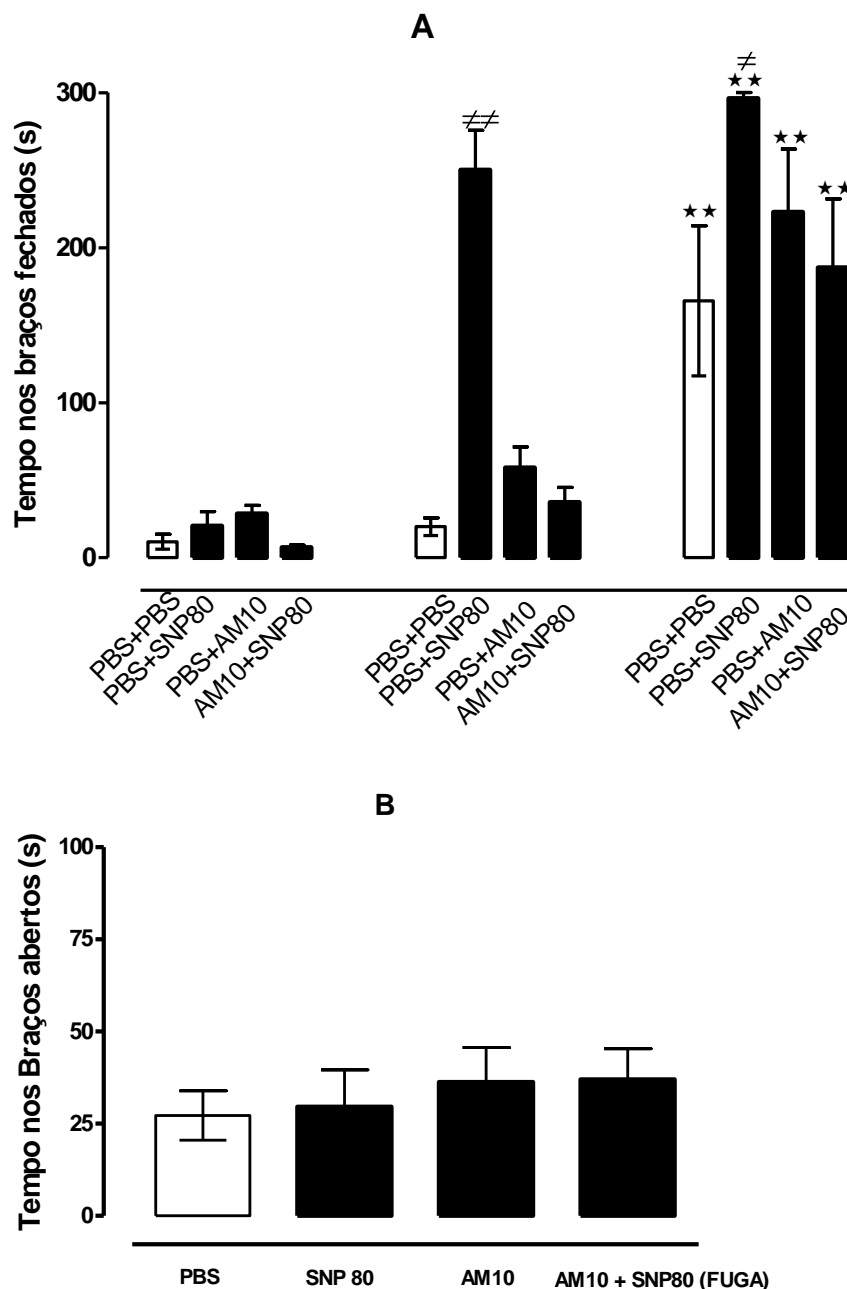 A
Tempo nos braços fechados (s)
300
200
100
0
≠≠
≠
★★
★★
★★
★★
PBS+PBS
PBS+SNP80
PBS+AM10
AM10+SNP80
PBS+PBS
PBS+SNP80
PBS+AM10
AM10+SNP80
PBS+PBS
PBS+SNP80
PBS+AM10
AM10+SNP80
B
Tempo nos Braços abertos (s)
100
75
50
25
0
PBS
SNP 80
AM10
AM10 + SNP80 (FUGA)